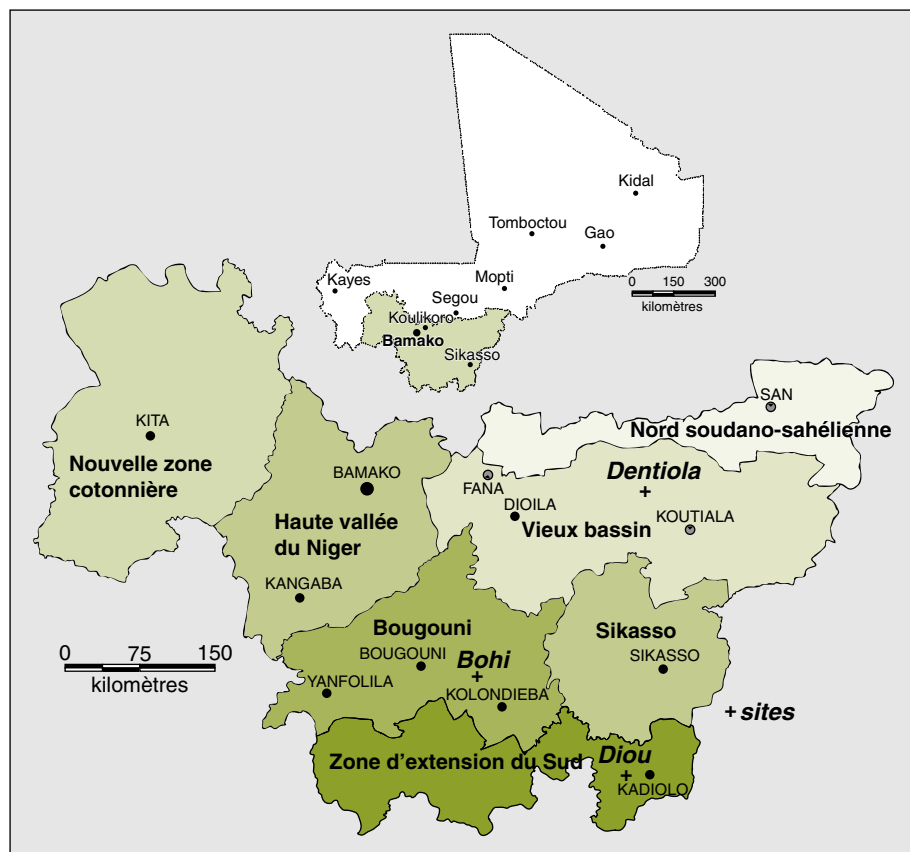 Kidal
Tomboctou
Gao
Kayes
Mopti
Segou
Koulikoro
Bamako
Sikasso
0 150 300
kilomètres
SAN
Nord soudano-sahélienne
KITA
Nouvelle zone
cotonnière
BAMAKO
Haute vallée
du Niger
KANGABA
FANA
DIOILA
Dentiola
+
KOUTIALA
Vieux bassin
0 75 150
kilomètres
Bougouni
BOUGOUNI
Bohi
+
YANFOLILA
KOLONDIEBA
Sikasso
SIKASSO
+ sites
Zone d'extension du Sud
Diou
+
KADIOLO